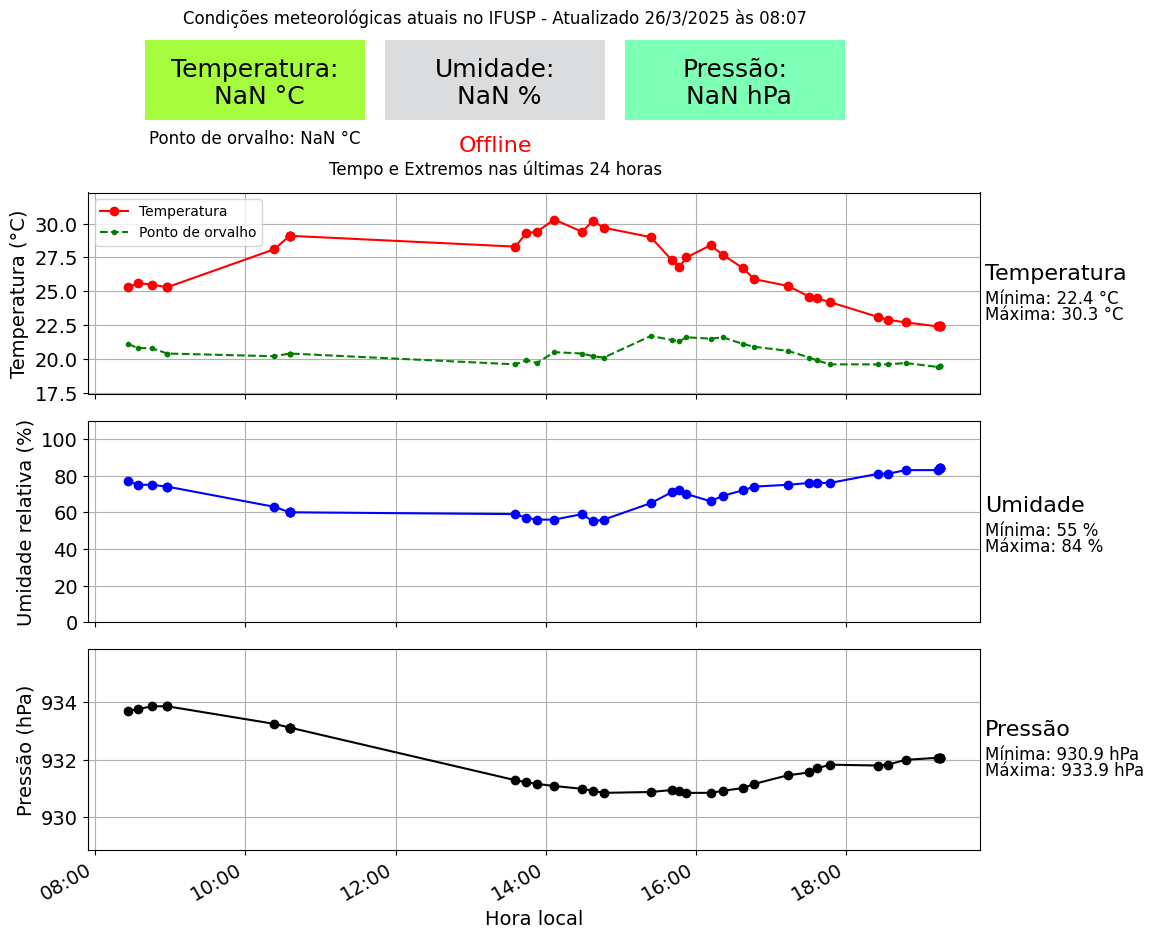 Condições meteorológicas atuais no IFUSP - Atualizado 26/3/2025 às 08:07
Temperatura:
NaN °C
Umidade:
NaN %
Pressão:
NaN hPa
Ponto de orvalho: NaN °C
Offline
Tempo e Extremos nas últimas 24 horas
Temperatura (°C)
30.0
27.5
25.0
22.5
20.0
17.5
Temperatura
Ponto de orvalho
Temperatura
Mínima: 22.4 °C
Máxima: 30.3 °C
Umidade relativa (%)
100
80
60
40
20
0
Umidade
Mínima: 55 %
Máxima: 84 %
Pressão (hPa)
934
932
930
Pressão
Mínima: 930.9 hPa
Máxima: 933.9 hPa
08:00
10:00
12:00
14:00
16:00
18:00
Hora local